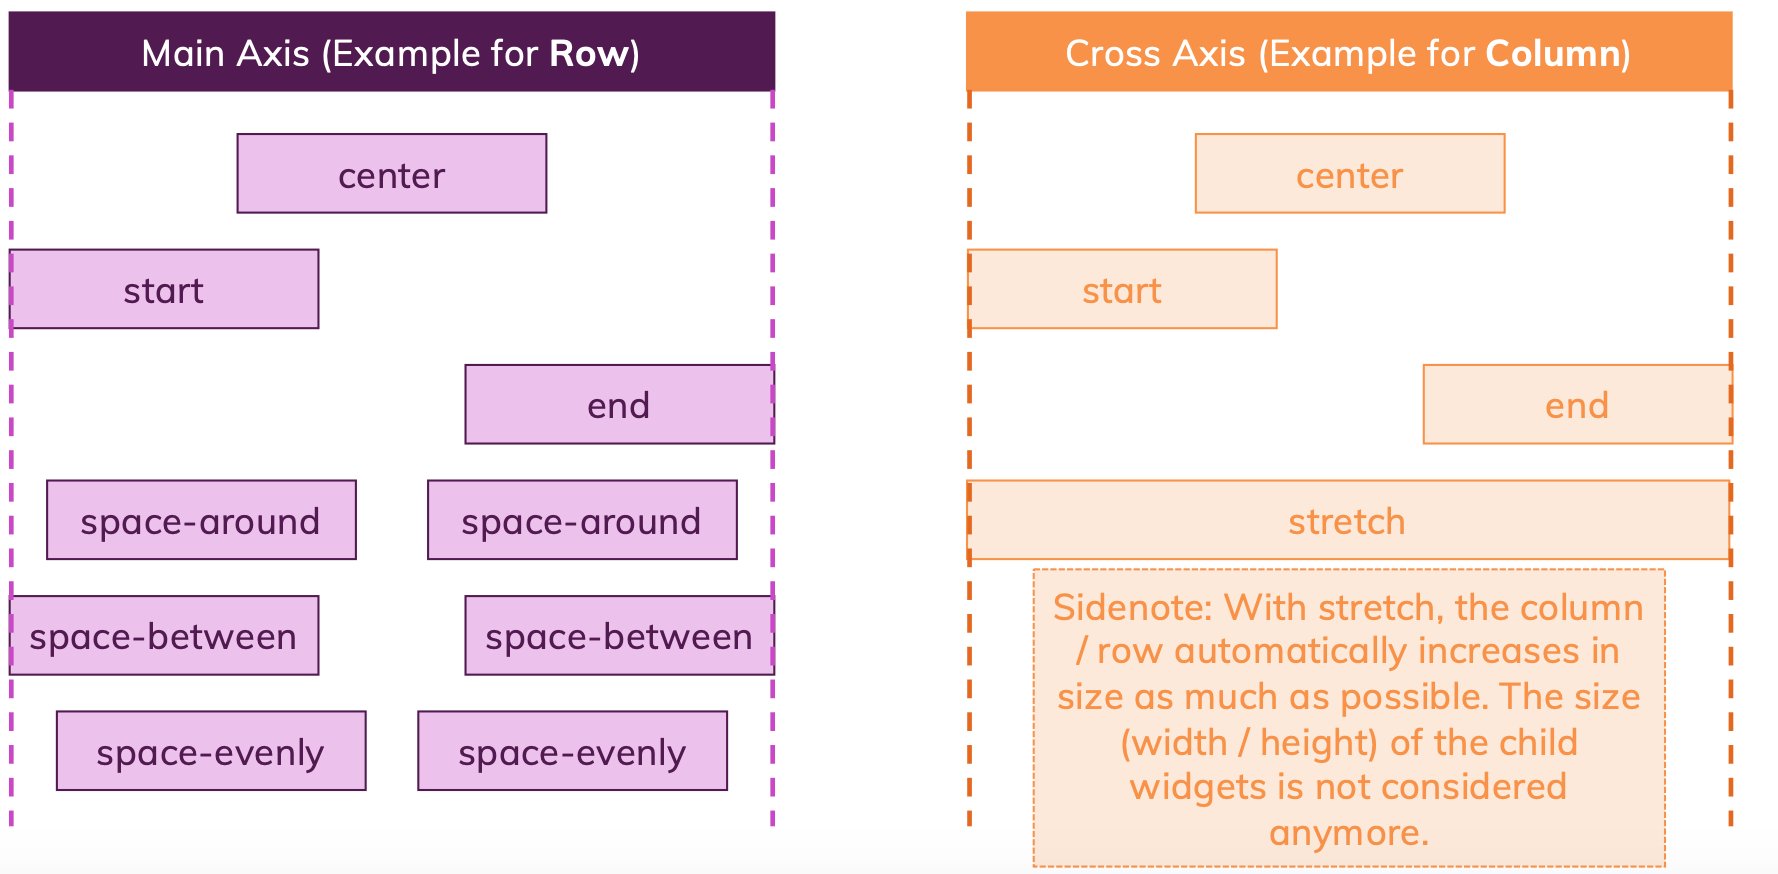 Main Axis (Example for Row)
center
start
end
space-around
space-around
space-between
space-between
space-evenly
space-evenly
Cross Axis (Example for Column)
center
start
end
stretch
Sidenote: With stretch, the column
/ row automatically increases in
size as much as possible. The size
(width / height) of the child
widgets is not considered
anymore.